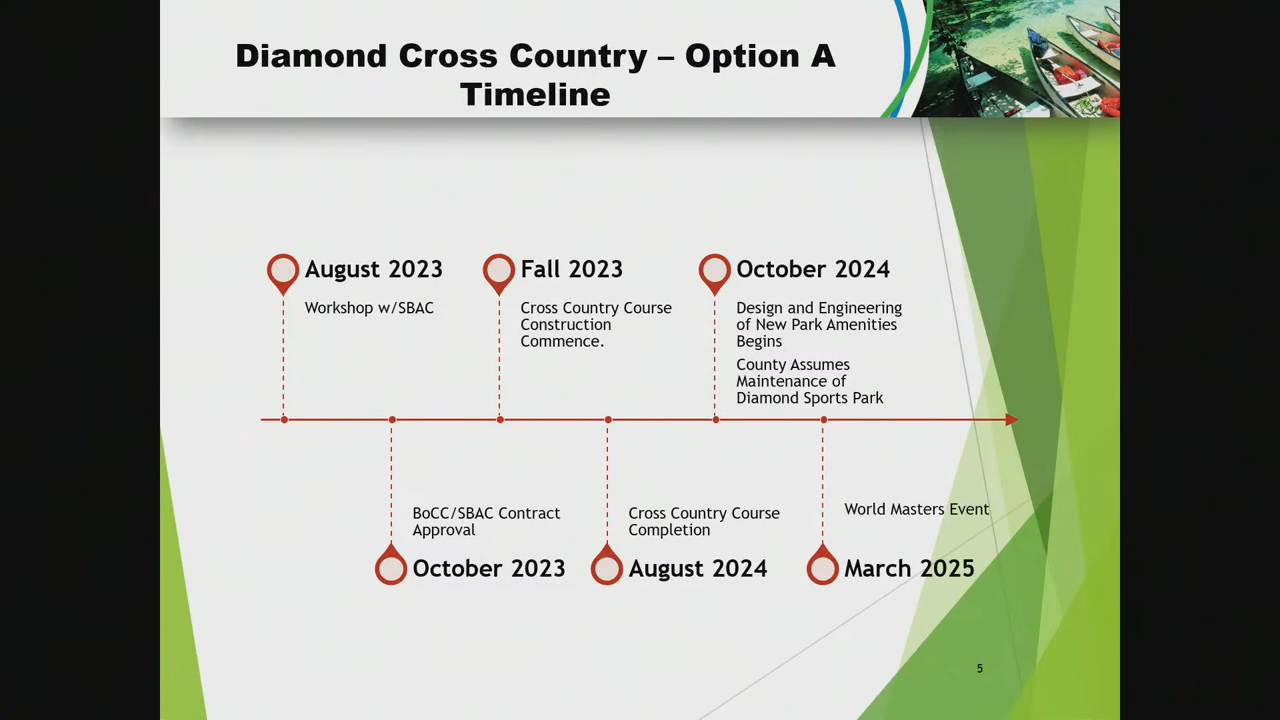 Diamond Cross Country – Option A
Timeline
August 2023
Workshop w/SBAC
Fall 2023
Cross Country Course
Construction
Commence.
October 2024
Design and Engineering
of New Park Amenities
Begins
County Assumes
Maintenance of
Diamond Sports Park
BoCC/SBAC Contract
Approval
October 2023
Cross Country Course
Completion
August 2024
World Masters Event
March 2025
5